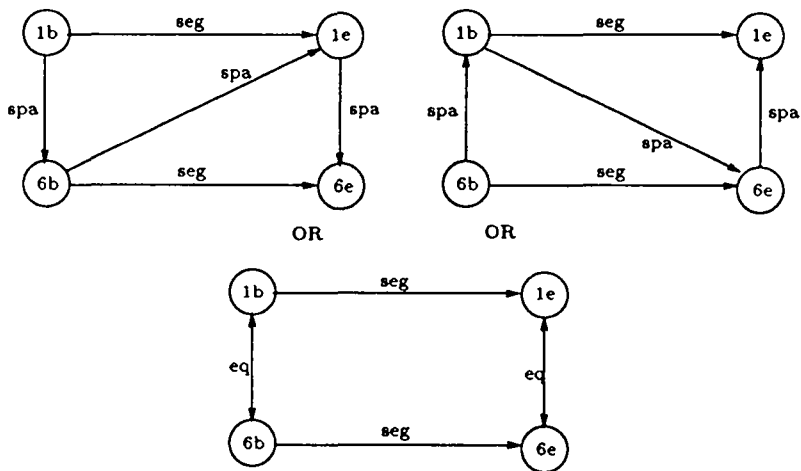 1b seg 1e 1b seg 1e
spa spa spa spa spa spa
6b seg 6e 6b seg 6e
OR OR
1b seg 1e
eq eq
6b seg 6e